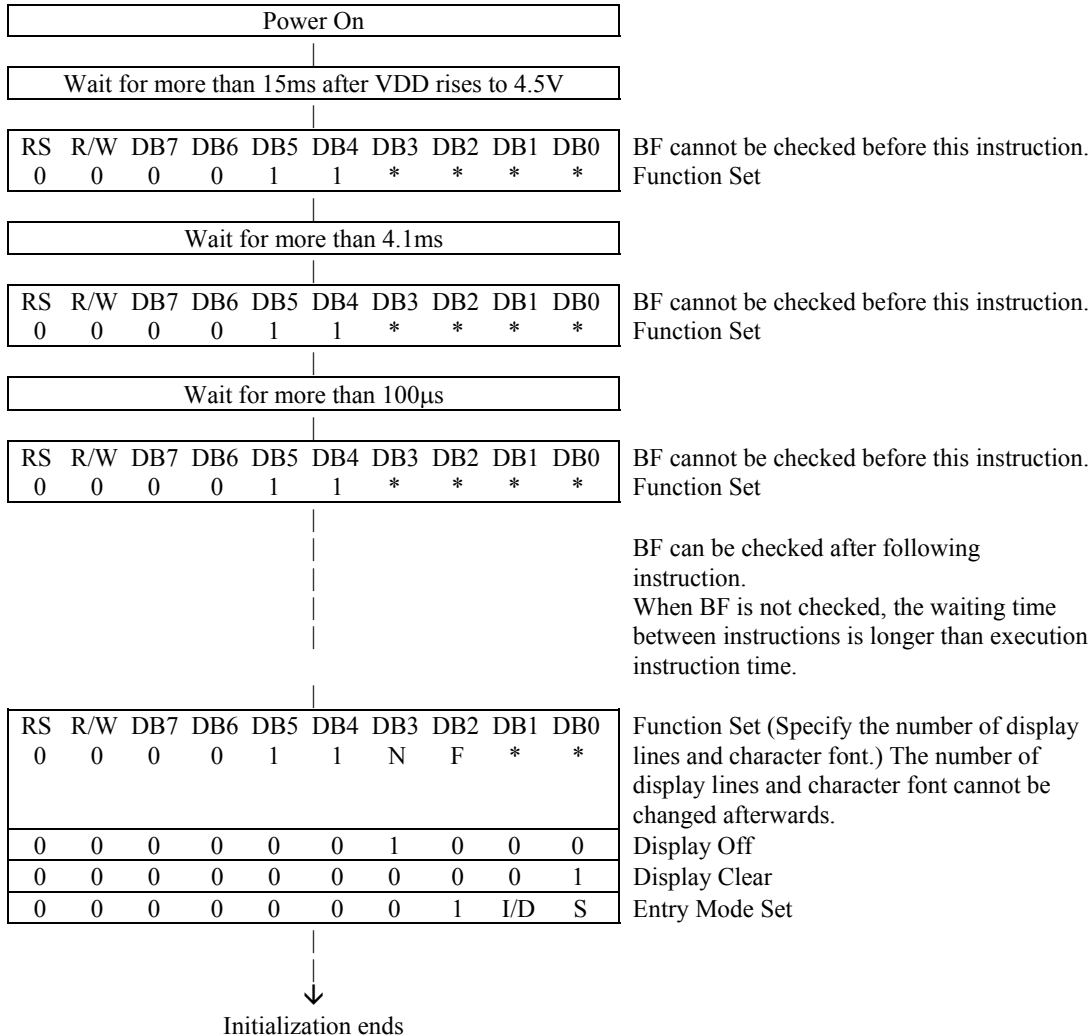 Power On
Wait for more than 15ms after VDD rises to 4.5V
RS R/W DB7 DB6 DB5 DB4 DB3 DB2 DB1 DB0 BF cannot be checked before this instruction.
0 0 0 0 1 1 * * * * Function Set
Wait for more than 4.1ms
RS R/W DB7 DB6 DB5 DB4 DB3 DB2 DB1 DB0 BF cannot be checked before this instruction.
0 0 0 0 1 1 * * * * Function Set
Wait for more than 100µs
RS R/W DB7 DB6 DB5 DB4 DB3 DB2 DB1 DB0 BF cannot be checked before this instruction.
0 0 0 0 1 1 * * * * Function Set
BF can be checked after following
instruction.
When BF is not checked, the waiting time
between instructions is longer than execution
instruction time.
RS R/W DB7 DB6 DB5 DB4 DB3 DB2 DB1 DB0 Function Set (Specify the number of display
0 0 0 0 1 1 N F * * lines and character font.) The number of
display lines and character font cannot be
changed afterwards.
0 0 0 0 0 0 1 0 0 0 Display Off
0 0 0 0 0 0 0 0 0 1 Display Clear
0 0 0 0 0 0 0 1 I/D S Entry Mode Set
Initialization ends